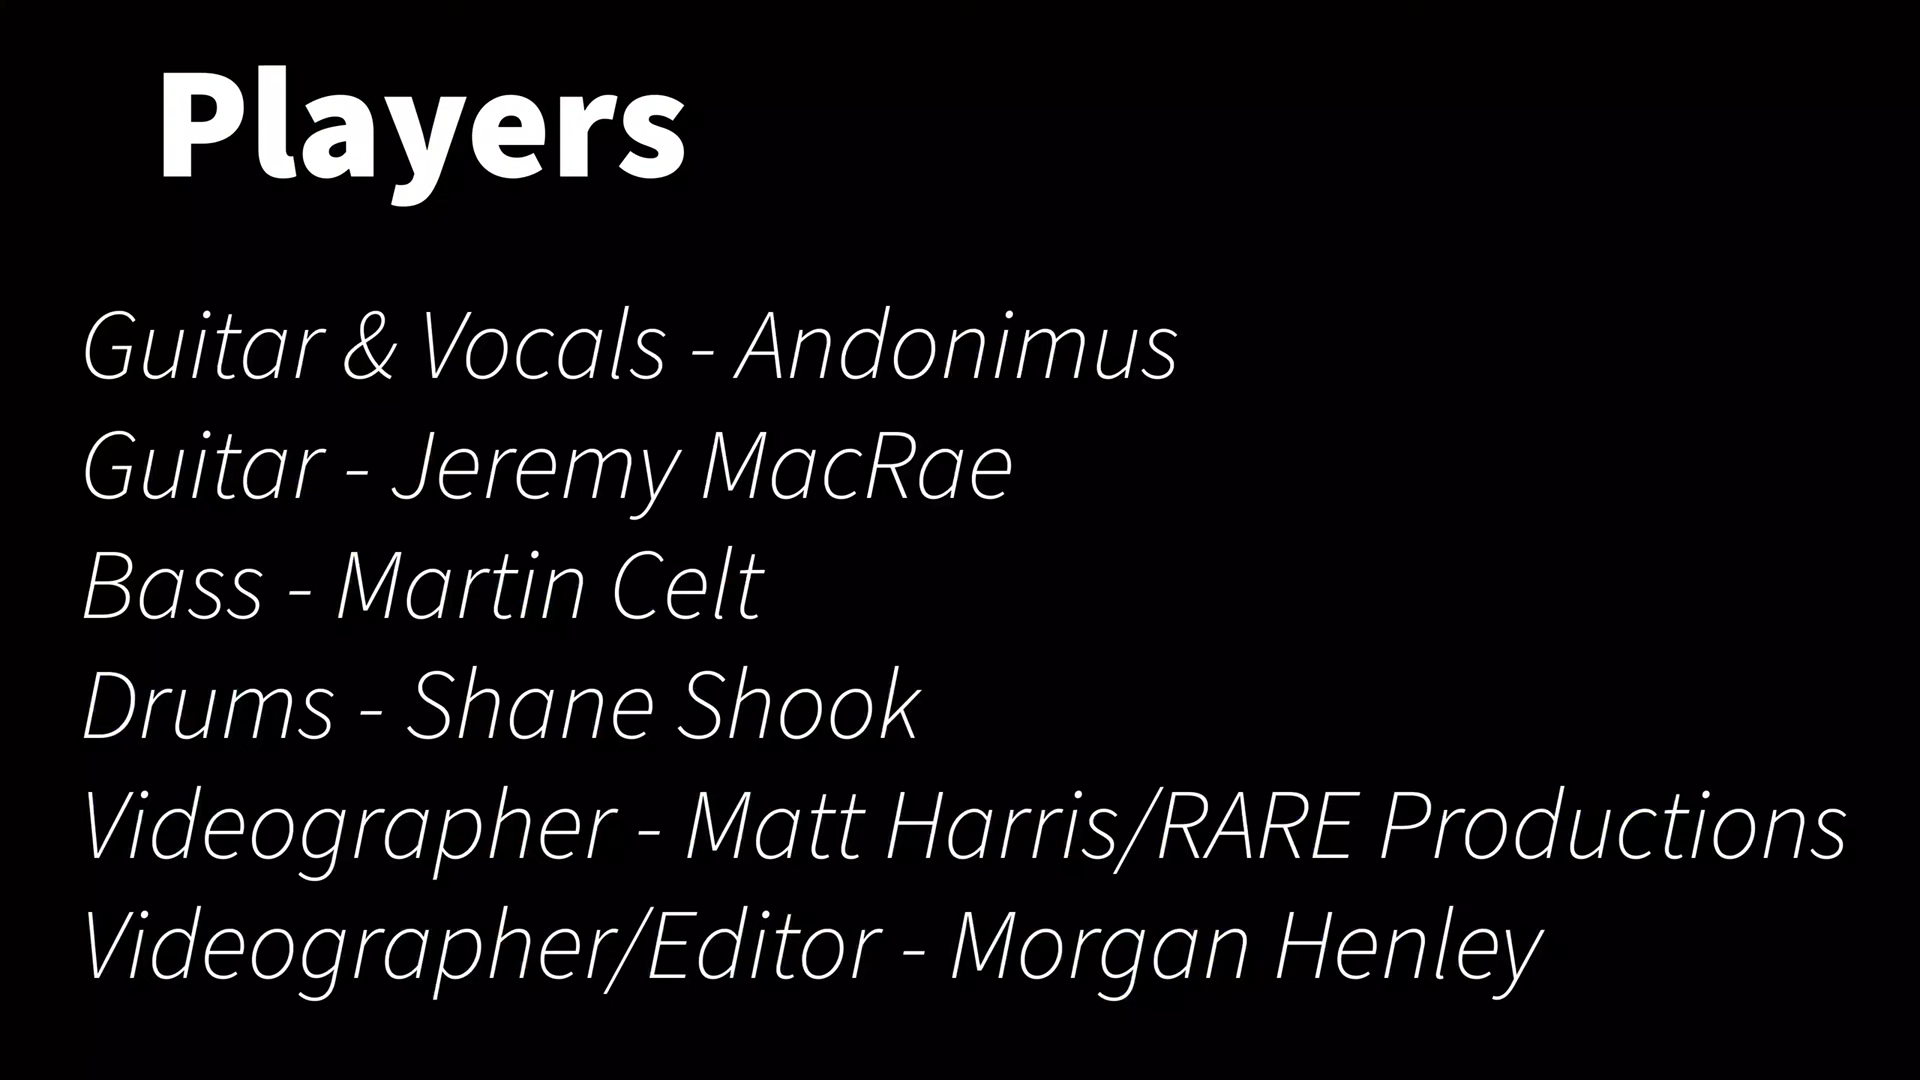 Players
Guitar & Vocals - Andonimus
Guitar - Jeremy MacRae
Bass - Martin Celt
Drums - Shane Shook
Videographer - Matt Harris/RARE Productions
Videographer/Editor - Morgan Henley